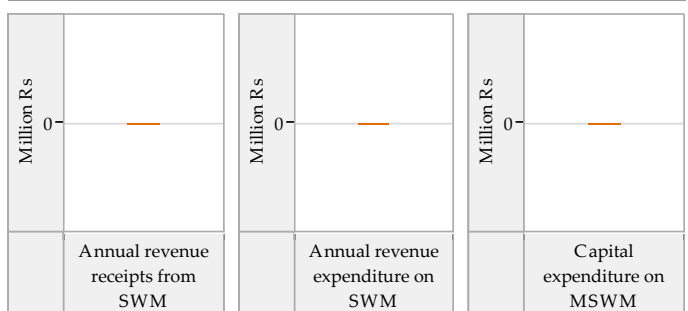 Million Rs
0
Annual revenue
receipts from
SWM
Million Rs
0
Annual revenue
expenditure on
SWM
Million Rs
0
Capital
expenditure on
MSWM